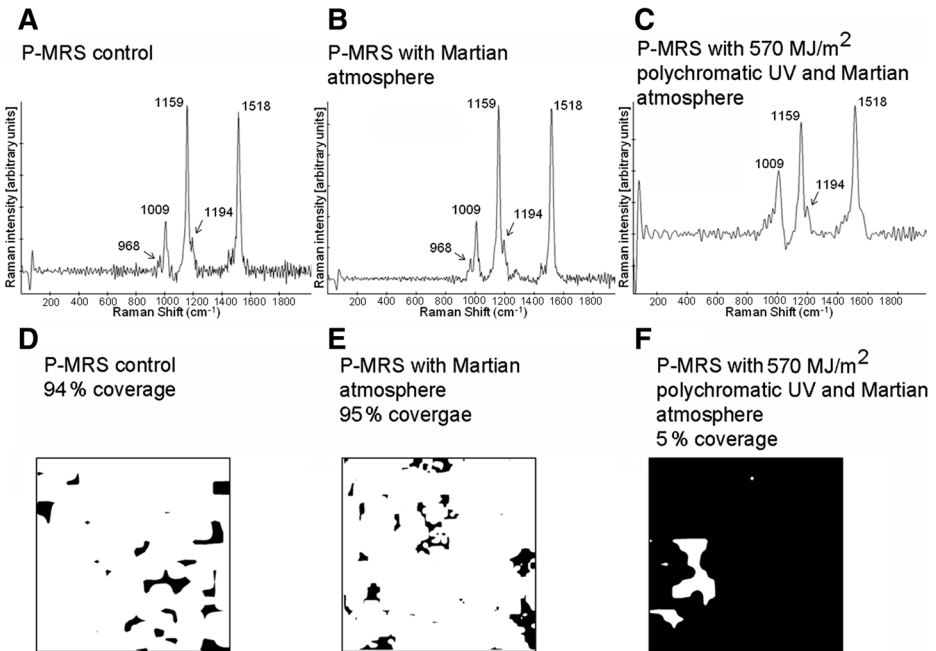 A
P-MRS control
Raman intensity [arbitrary units]
968
1009
1159
1194
1518
200 400 600 800 1000 1200 1400 1600 1800
Raman Shift (cm⁻¹)
B
P-MRS with Martian
atmosphere
Raman intensity [arbitrary units]
968
1009
1159
1194
1518
200 400 600 800 1000 1200 1400 1600 1800
Raman Shift (cm⁻¹)
C
P-MRS with 570 MJ/m²
polychromatic UV and Martian
atmosphere
Raman intensity [arbitrary units]
1009
1159
1194
1518
200 400 600 800 1000 1200 1400 1600 1800
Raman Shift (cm⁻¹)
D
P-MRS control
94 % coverage
E
P-MRS with Martian
atmosphere
95 % covergae
F
P-MRS with 570 MJ/m²
polychromatic UV and Martian
atmosphere
5 % coverage